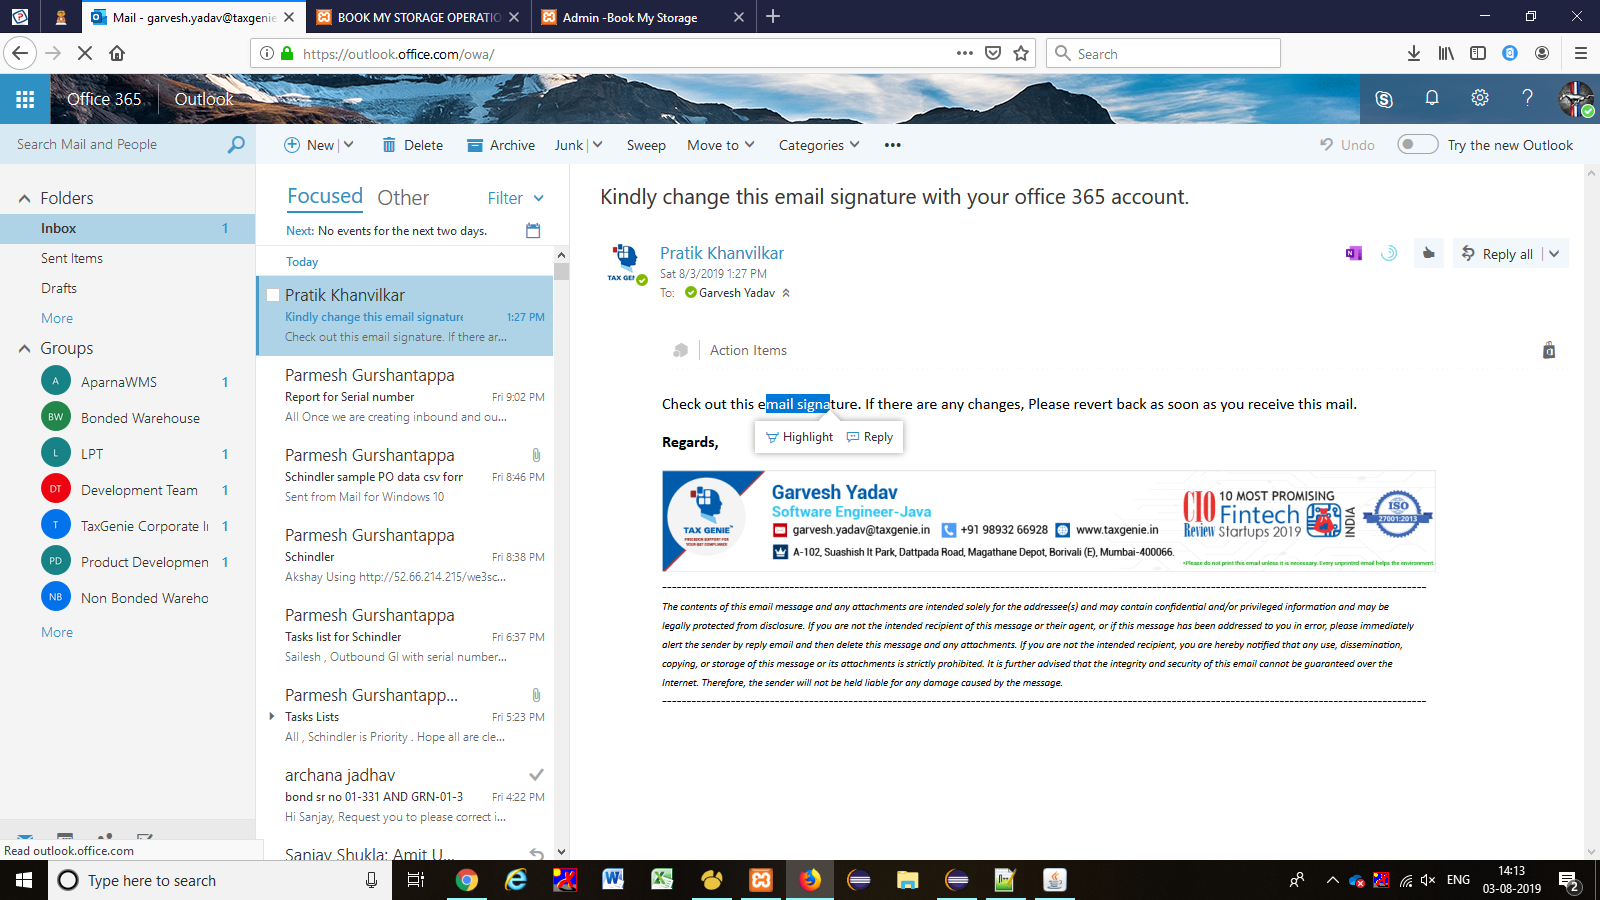 Mail - garvesh.yadav@taxgenie
BOOK MY STORAGE OPERATIO
Admin -Book My Storage
https://outlook.office.com/owa/
Search
Office 365
Outlook
Search Mail and People
New
Delete
Archive
Junk
Sweep
Move to
Categories
Undo
Try the new Outlook
Folders
Inbox 1
Sent Items
Drafts
More
Groups
A AparnaWMS 1
BW Bonded Warehouse
L LPT 1
DT Development Team 1
T TaxGenie Corporate I 1
PD Product Developmen 1
NB Non Bonded Wareho
More
Read outlook.office.com
Focused Other Filter
Next: No events for the next two days.
Today
Pratik Khanvilkar
Kindly change this email signature 1:27 PM
Check out this email signature. If there ar...
Parmesh Gurshantappa
Report for Serial number Fri 9:02 PM
All Once we are creating inbound and ou...
Parmesh Gurshantappa
Schindler sample PO data csv forn Fri 8:46 PM
Sent from Mail for Windows 10
Parmesh Gurshantappa
Schindler Fri 8:38 PM
Akshay Using http://52.66.214.215/we3sc...
Parmesh Gurshantappa
Tasks list for Schindler Fri 6:37 PM
Sailesh , Outbound GI with serial number...
Parmesh Gurshantapp...
Tasks Lists Fri 5:23 PM
All , Schindler is Priority . Hope all are cle...
archana jadhav
bond sr no 01-331 AND GRN-01-3 Fri 4:22 PM
Hi Sanjay, Request you to please correct i...
Sanjay Shukla; Amit U...
Kindly change this email signature with your office 365 account.
Pratik Khanvilkar
Sat 8/3/2019 1:27 PM
To: Garvesh Yadav
Reply all
Action Items
Check out this email signature. If there are any changes, Please revert back as soon as you receive this mail.
Highlight Reply
Regards,
TAX GENIE
PRECISION SUPPORT FOR
YOUR GST COMPLIANCE
Garvesh Yadav
Software Engineer-Java
garvesh.yadav@taxgenie.in +91 98932 66928 www.taxgenie.in
A-102, Suashish It Park, Dattpada Road, Magathane Depot, Borivali (E), Mumbai-400066.
CIO Review
10 MOST PROMISING
Fintech
Startups 2019
INDIA
ISO
27001:2013
*Please do not print this email unless it is necessary. Every unprinted email helps the environment.
The contents of this email message and any attachments are intended solely for the addressee(s) and may contain confidential and/or privileged information and may be
legally protected from disclosure. If you are not the intended recipient of this message or their agent, or if this message has been addressed to you in error, please immediately
alert the sender by reply email and then delete this message and any attachments. If you are not the intended recipient, you are hereby notified that any use, dissemination,
copying, or storage of this message or its attachments is strictly prohibited. It is further advised that the integrity and security of this email cannot be guaranteed over the
Internet. Therefore, the sender will not be held liable for any damage caused by the message.
Type here to search
ENG
14:13
03-08-2019
2